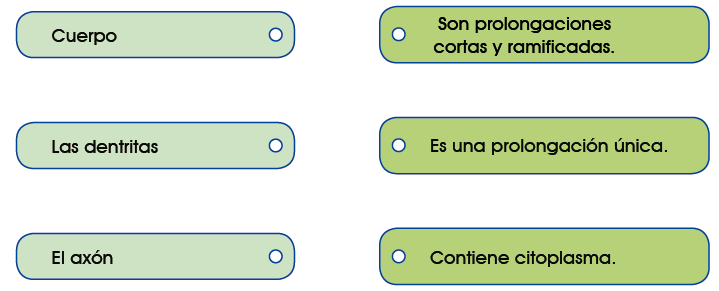 Cuerpo
Son prolongaciones
cortas y ramificadas.
Las dentritas
Es una prolongación única.
El axón
Contiene citoplasma.